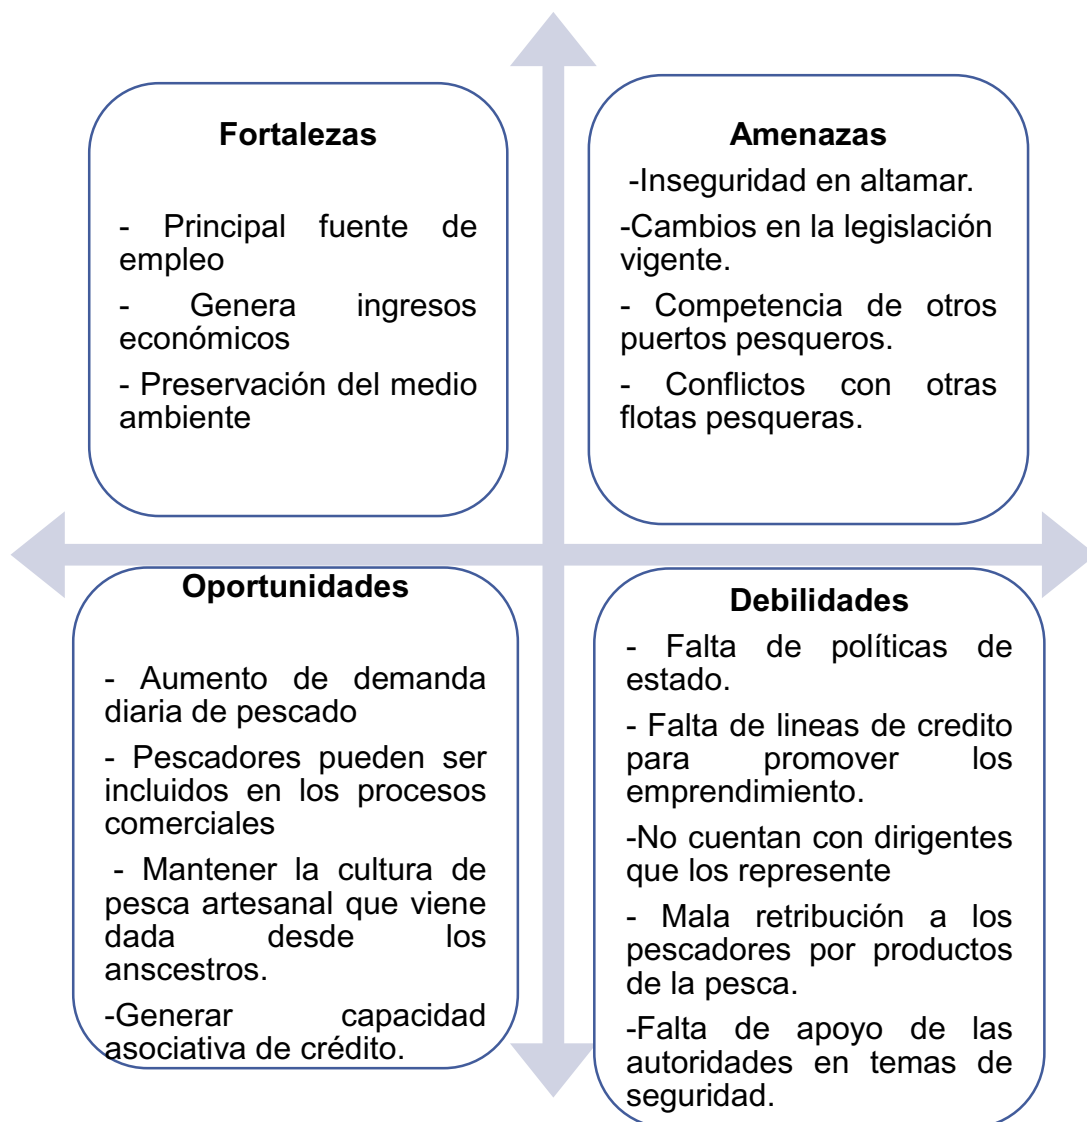 Fortalezas
- Principal fuente de
empleo
- Genera ingresos
económicos
- Preservación del medio
ambiente
Amenazas
-Inseguridad en altamar.
-Cambios en la legislación
vigente.
- Competencia de otros
puertos pesqueros.
- Conflictos con otras
flotas pesqueras.
Oportunidades
- Aumento de demanda
diaria de pescado
- Pescadores pueden ser
incluidos en los procesos
comerciales
- Mantener la cultura de
pesca artesanal que viene
dada desde los
anscestros.
-Generar capacidad
asociativa de crédito.
Debilidades
- Falta de políticas de
estado.
- Falta de lineas de credito
para promover los
emprendimiento.
-No cuentan con dirigentes
que los represente
- Mala retribución a los
pescadores por productos
de la pesca.
-Falta de apoyo de las
autoridades en temas de
seguridad.